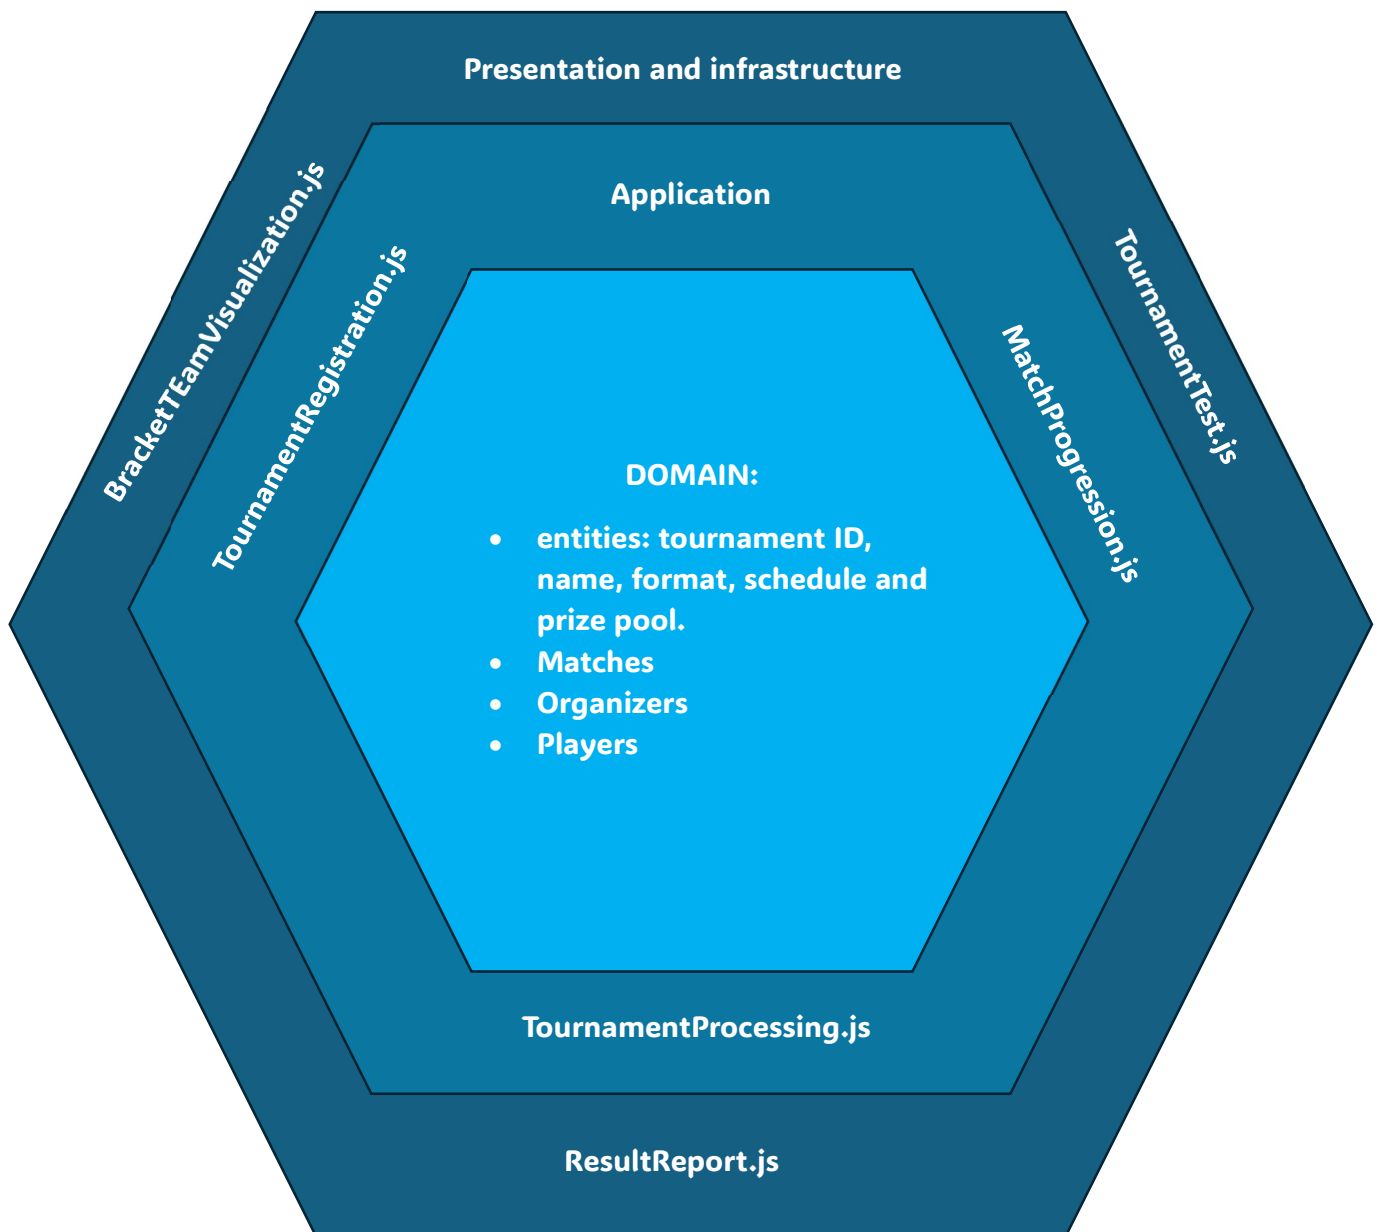 Presentation and infrastructure
Application
BracketTEamVisualization.js
TournamentRegistration.js
MatchProgression.js
TournamentTest.js
DOMAIN:
• entities: tournament ID,
name, format, schedule and
prize pool.
• Matches
• Organizers
• Players
TournamentProcessing.js
ResultReport.js